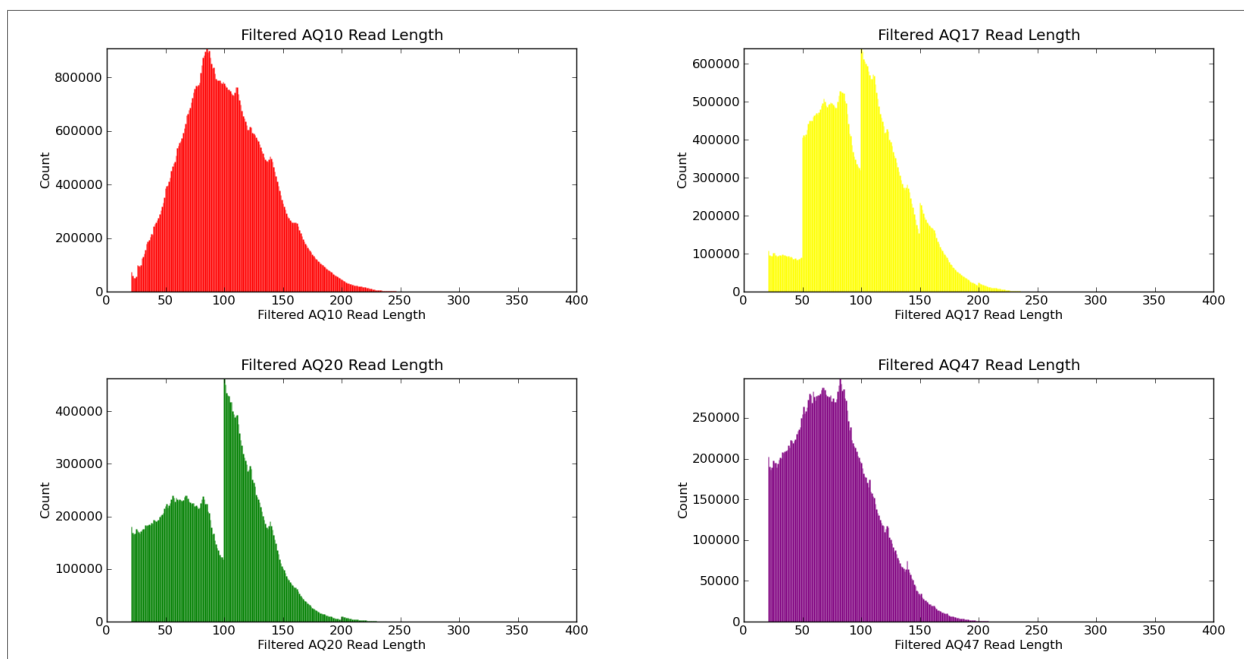 Filtered AQ10 Read Length
800000
600000
400000
200000
0
Count
0 50 100 150 200 250 300 350 400
Filtered AQ10 Read Length
Filtered AQ17 Read Length
600000
500000
400000
300000
200000
100000
0
Count
0 50 100 150 200 250 300 350 400
Filtered AQ17 Read Length
Filtered AQ20 Read Length
400000
300000
200000
100000
0
Count
0 50 100 150 200 250 300 350 400
Filtered AQ20 Read Length
Filtered AQ47 Read Length
250000
200000
150000
100000
50000
0
Count
0 50 100 150 200 250 300 350 400
Filtered AQ47 Read Length